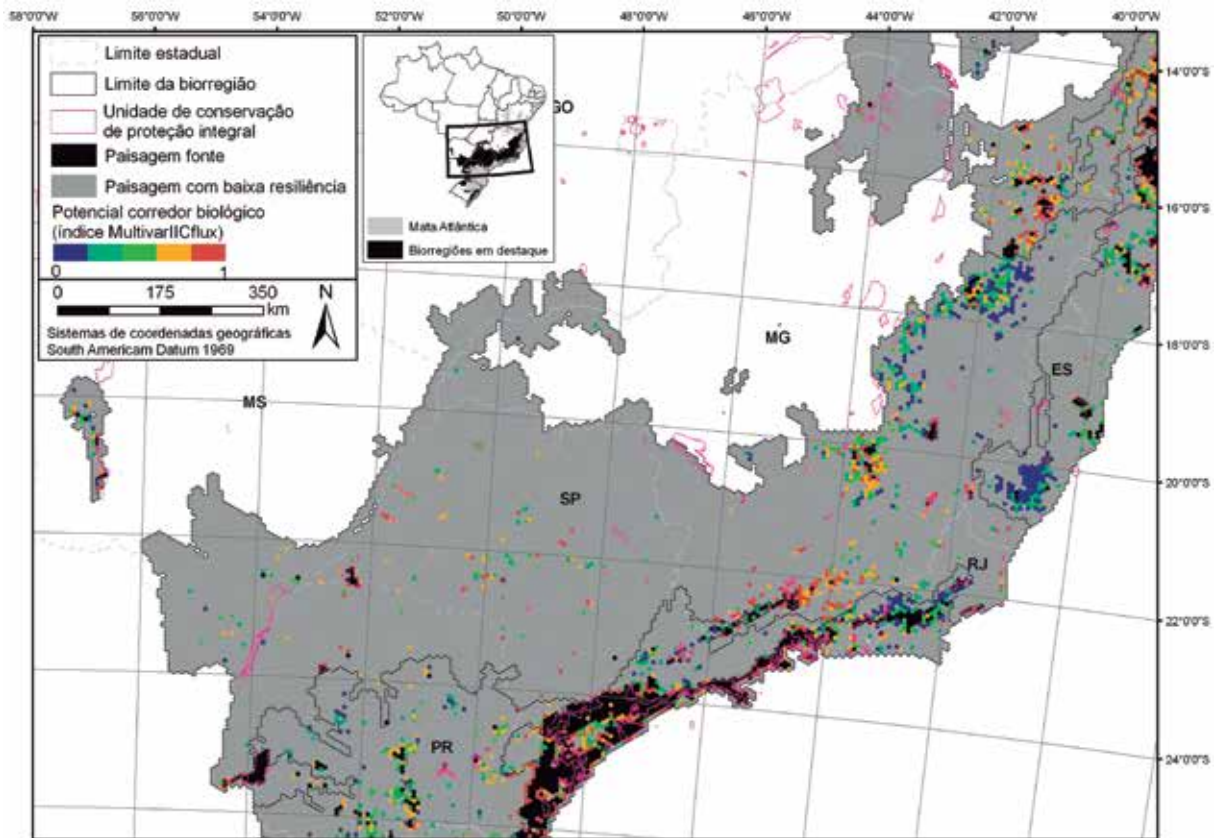 58°0'0"W 56°0'0"W 54°0'0"W 52°0'0"W 50°0'0"W 48°0'0"W 46°0'0"W 44°0'0"W 42°0'0"W 40°0'0"W
Limite estadual
Limite da biorregião
Unidade de conservação
de proteção integral
Paisagem fonte
Paisagem com baixa resiliência
Potencial corredor biológico
(índice MultivarIICflux)
0 1
0 175 350
km
N
Sistemas de coordenadas geográficas
South Americam Datum 1969
Mata Atlântica
Biorregiões em destaque
GO
MG
ES
MS
SP
RJ
PR
14°0'0"S
16°0'0"S
18°0'0"S
20°0'0"S
22°0'0"S
24°0'0"S